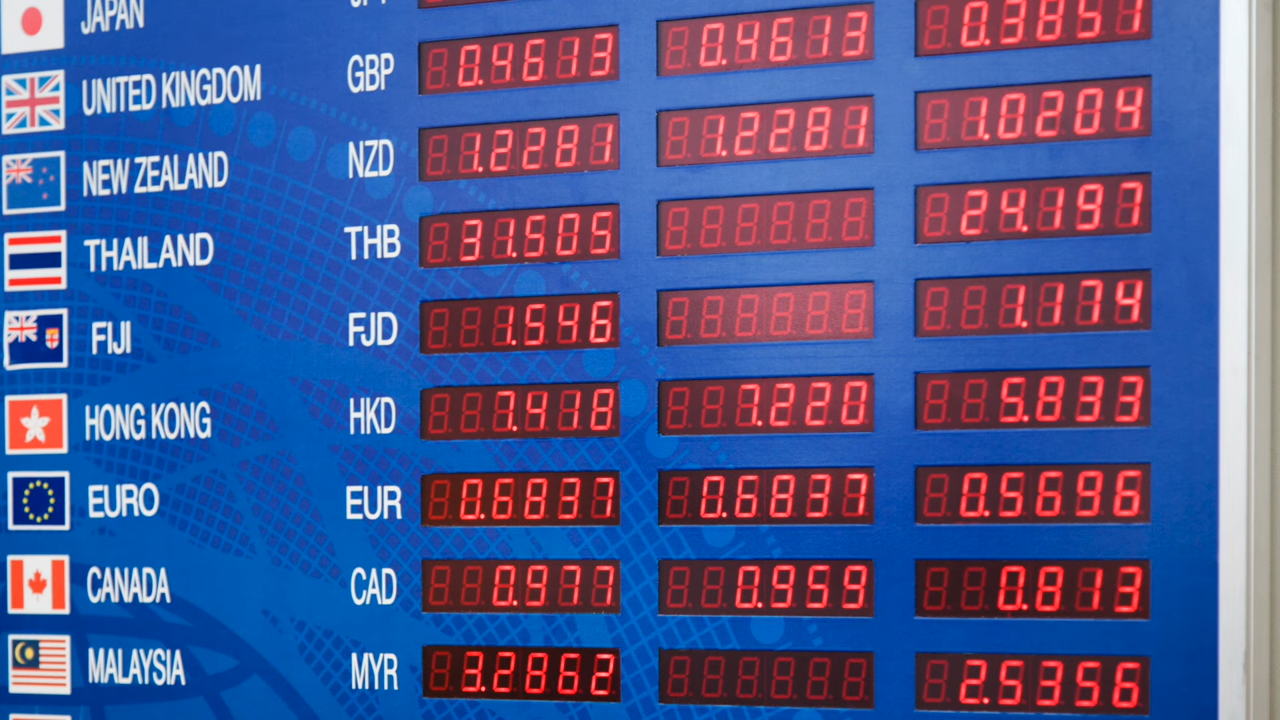 JAPAN
UNITED KINGDOM GBP 0.4613 0.4613 0.3851
NEW ZEALAND NZD 1.2281 1.2281 1.0204
THAILAND THB 31.505 24.197
FIJI FJD 1.546 1.174
HONG KONG HKD 7.418 7.220 5.833
EURO EUR 0.6837 0.6837 0.5696
CANADA CAD 0.977 0.959 0.813
MALAYSIA MYR 3.2862 2.5356